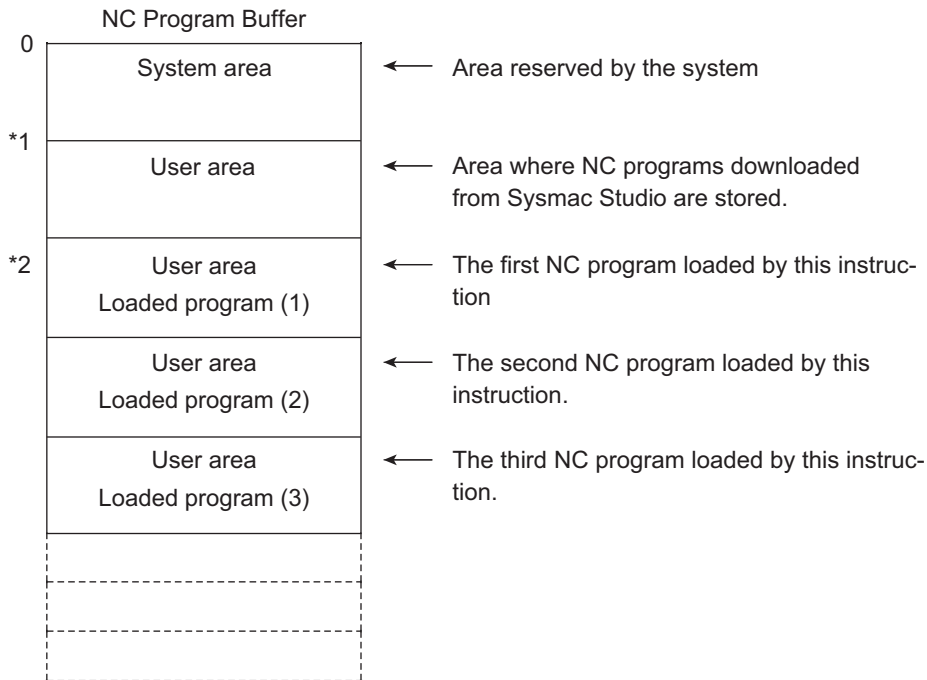 NC Program Buffer
0
System area
Area reserved by the system
*1
User area
Area where NC programs downloaded
from Sysmac Studio are stored.
*2
User area
Loaded program (1)
The first NC program loaded by this instruc-
tion
User area
Loaded program (2)
The second NC program loaded by this
instruction.
User area
Loaded program (3)
The third NC program loaded by this instruc-
tion.